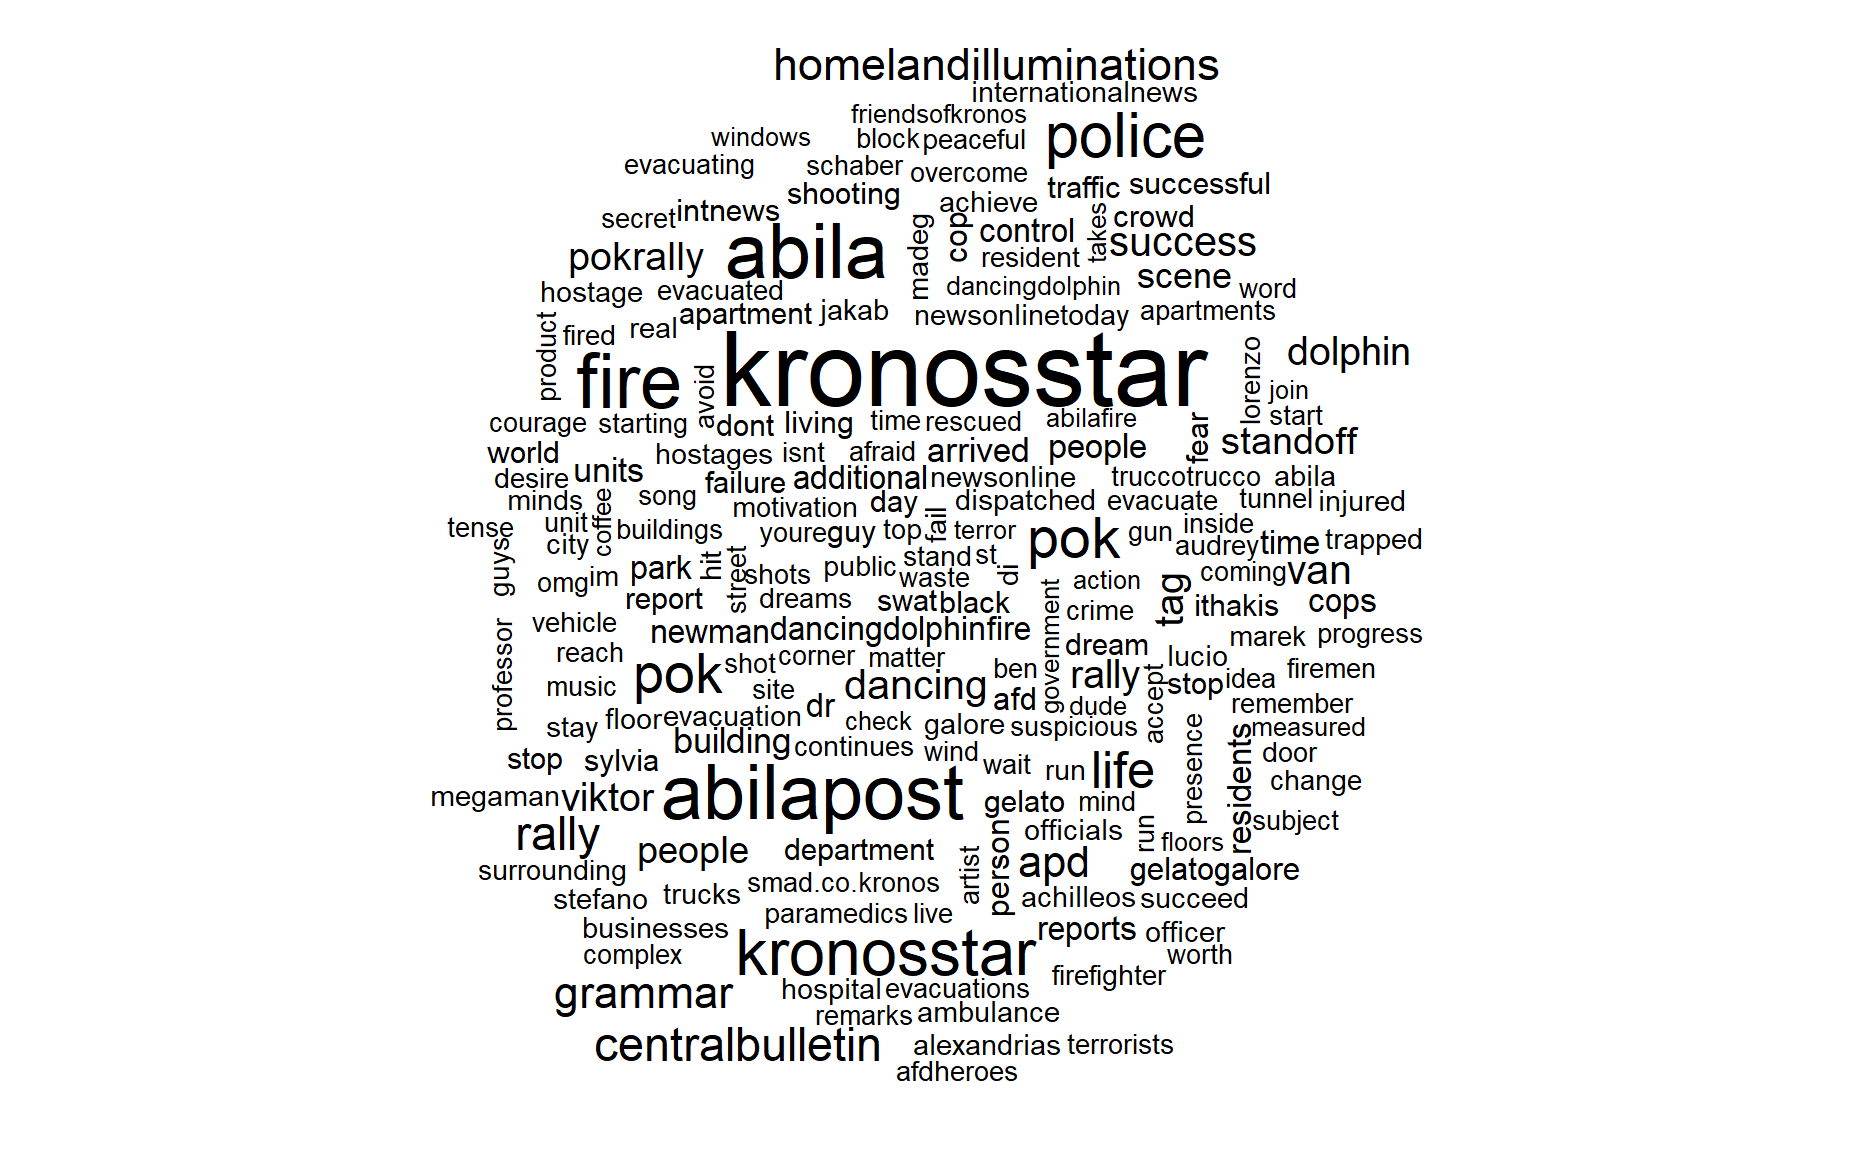 homelandilluminations
internationalnews
friendsofkronos
windows block peaceful police
evacuating schaber overcome
shooting traffic successful
secret intnews achieve takes crowd
pokrally abila madeg cop control success
resident
hostage evacuated dancingdolphin scene word
apartment jakab newsonlinetoday apartments
product fired real
fire avoid kronosstar lorenzo dolphin
join
courage starting dont living time rescued abilafire fear start
world hostages isnt afraid arrived people standoff
desire units failure additional newsonline truccotrucco abila
minds song motivation day dispatched evacuate tunnel injured
tense unit coffee buildings youre guy top fail terror pok gun inside
guys city stand st audrey time trapped
omg im park hit street shots public waste di action tag coming van
report dreams swat black government crime ithakis cops
professor vehicle newman dancingdolphinfire dream marek progress
reach shot corner matter ben rally accept lucio
music pok site dancing afd stop idea firemen
dr dude remember
stay floor evacuation check galore suspicious presence residents measured
stop sylvia building continues wind wait door
megaman viktor abilapost run life change
gelato mind
rally officials run subject
people department artist person apd floors
surrounding smad.co.kronos gelatogalore
stefano trucks achilleos succeed
businesses paramedics live reports officer
complex kronosstar worth
firefighter
grammar hospital evacuations
remarks ambulance
centralbulletin alexandrias terrorists
afdheroes